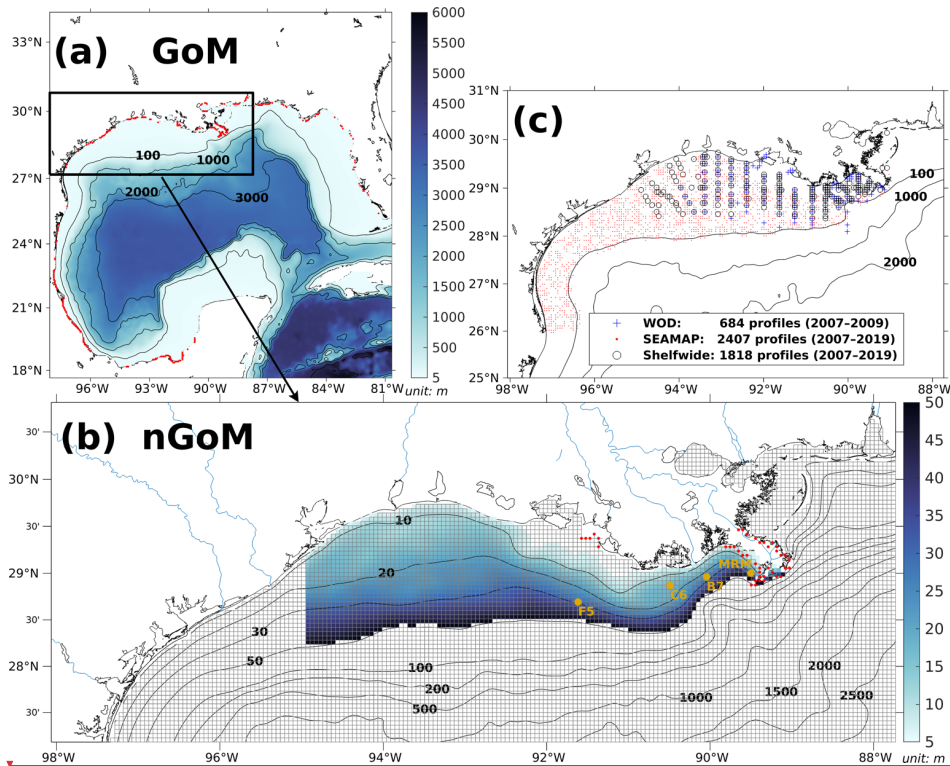 (a) GoM
33°N
30°N
27°N
24°N
21°N
18°N
100
1000
2000
3000
96°W
92°W
90°W
87°W
84°W
81°W
6000
5500
5000
4500
4000
3500
3000
2500
2000
1500
1000
500
5
unit: m
(c)
31°N
30°N
29°N
28°N
27°N
26°N
25°N
100
1000
2000
WOD: 684 profiles (2007–2009)
SEAMAP: 2407 profiles (2007–2019)
Shelfwide: 1818 profiles (2007–2019)
98°W
96°W
94°W
92°W
90°W
88°W
(b) nGoM
30'
30°N
30'
29°N
30'
28°N
30'
10
20
30
50
100
200
500
1000
1500
2000
2500
MRM
B7
C6
F5
98°W
96°W
94°W
92°W
90°W
88°W
50
45
40
35
30
25
20
15
10
5
unit: m